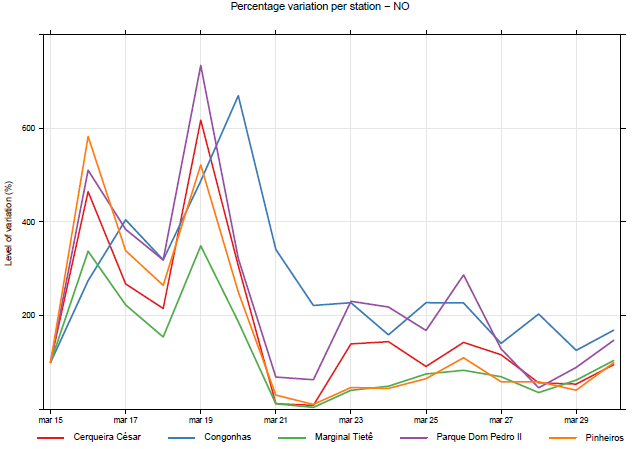 Percentage variation per station − NO
Level of variation (%)
600
400
200
mar 15 mar 17 mar 19 mar 21 mar 23 mar 25 mar 27 mar 29
Cerqueira César Congonhas Marginal Tietê Parque Dom Pedro II Pinheiros